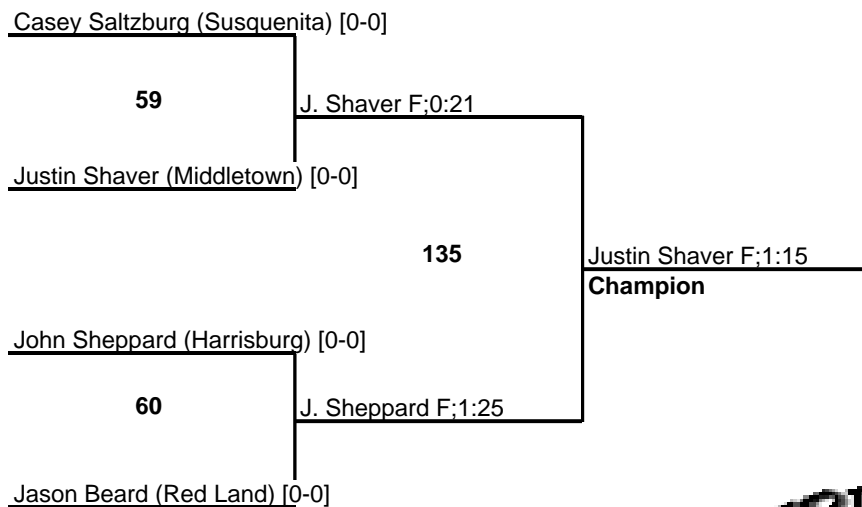 Casey Saltzburg (Susquenita) [0-0]
59
J. Shaver F;0:21
Justin Shaver (Middletown) [0-0]
135
Justin Shaver F;1:15
Champion
John Sheppard (Harrisburg) [0-0]
60
J. Sheppard F;1:25
Jason Beard (Red Land) [0-0]